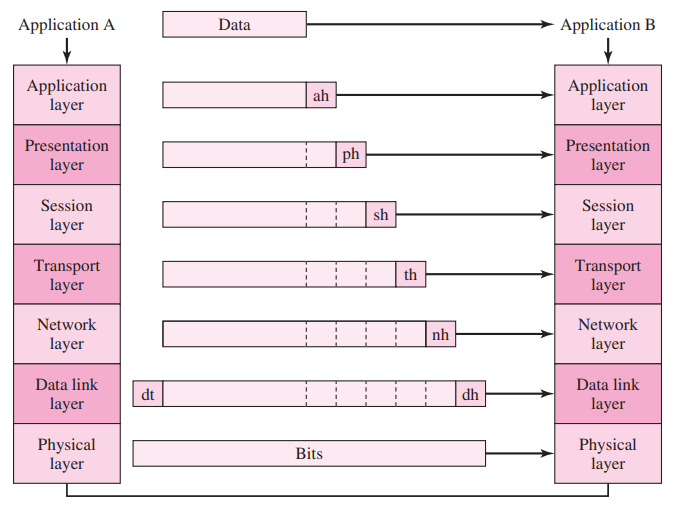 Application A
Data
Application B
Application
layer
ah
Application
layer
Presentation
layer
ph
Presentation
layer
Session
layer
sh
Session
layer
Transport
layer
th
Transport
layer
Network
layer
nh
Network
layer
Data link
layer
dt
dh
Data link
layer
Physical
layer
Bits
Physical
layer